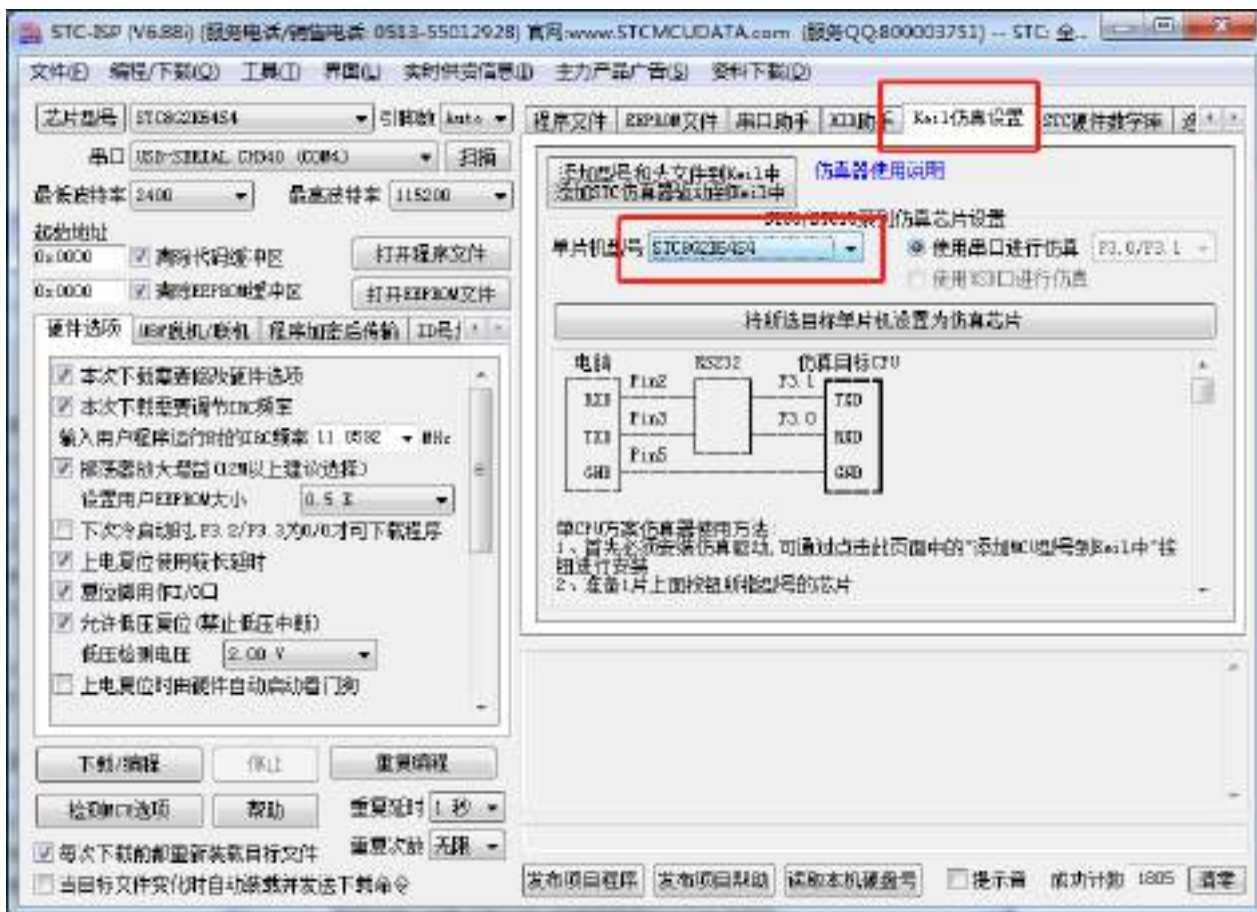 STC-ISP (V6.88i) (服务电话/销售电话: 0513-55012928) 官网:www.STCMCUDATA.com (服务QQ:800003751) -- STC: 全..
文件(F) 编程/下载(Q) 工具(T) 界面(L) 实时供货信息(I) 主力产品广告(S) 资料下载(D)
芯片型号 STC8G2K64S4 引脚数 Auto
串口 USB-SERIAL CH340 (COM4) 扫描
最低波特率 2400 最高波特率 115200
起始地址
0x0000 清除代码缓冲区 打开程序文件
0x0000 清除EEPROM缓冲区 打开EEPROM文件
硬件选项 脱机/联机 程序加密后传输 ID号
本次下载需要修改硬件选项
本次下载需要调节IRC频率
输入用户程序运行时的IRC频率 11.0592 MHz
振荡器放大增益(12M以上建议选择)
设置用户EEPROM大小 0.5 K
下次冷启动时,P3.2/P3.3为0/0才可下载程序
上电复位使用较长延时
复位脚用作I/O口
允许低压复位(禁止低压中断)
低压检测电压 2.00 V
上电复位时由硬件自动启动看门狗
下载/编程 停止 重复编程
检测MCU选项 帮助 重复延时 1 秒
每次下载前都重新装载目标文件 重复次数 无限
当目标文件变化时自动装载并发送下载命令
程序文件 EEPROM文件 串口助手 Keil仿真设置 STC硬件数学库
添加型号和头文件到Keil中
添加STC仿真器驱动到Keil中
仿真器使用说明
仿真芯片设置
单片机型号 STC8G2K64S4 使用串口进行仿真 P3.0/P3.1
将所选目标单片机设置为仿真芯片
电脑 RS232 仿真目标CPU
RXD Pin2 P3.1 TXD
TXD Pin3 P3.0 RXD
GND Pin5 GND
单CPU方案仿真器使用方法:
1、首先必须安装仿真驱动,可通过点击此页面中的"添加MCU型号到Keil中"按
钮进行安装
2、准备1片上面按钮所指型号的芯片
发布项目程序 发布项目帮助 读取本机硬盘号 提示音 成功计数 1805 清零